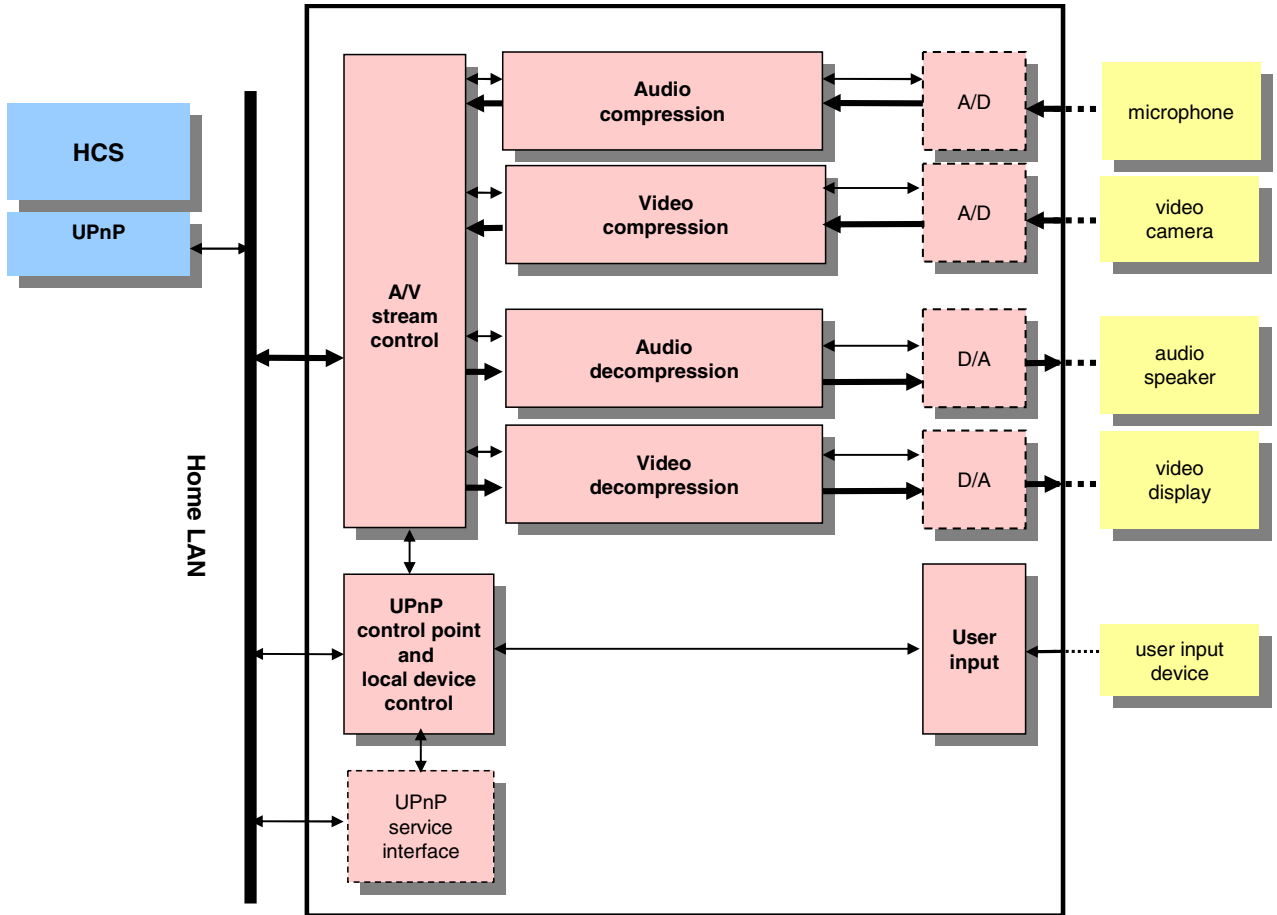 HCS
UPnP
Home LAN
A/V
stream
control
Audio
compression
A/D
microphone
Video
compression
A/D
video
camera
Audio
decompression
D/A
audio
speaker
Video
decompression
D/A
video
display
UPnP
control point
and
local device
control
User
input
user input
device
UPnP
service
interface